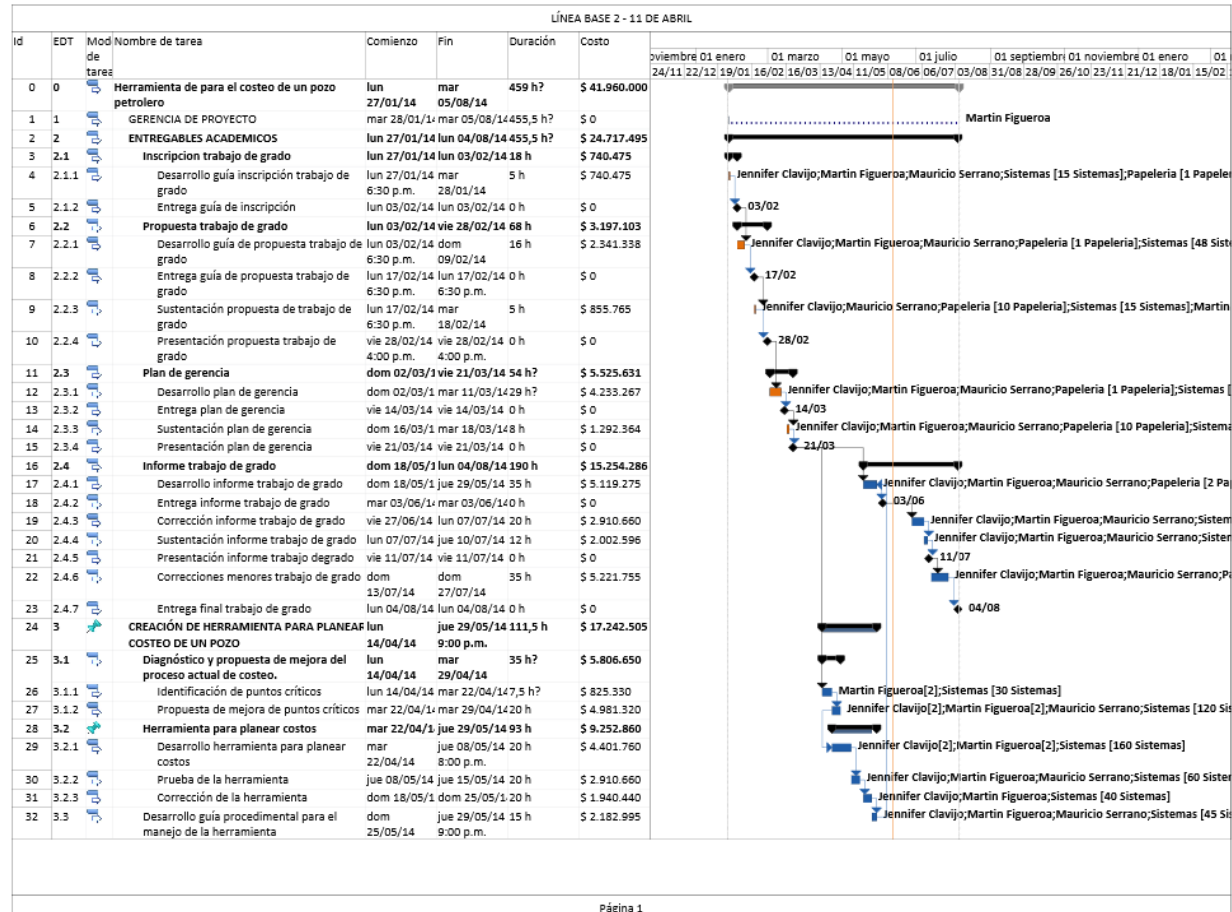 LÍNEA BASE 2 - 11 DE ABRIL
Id EDT Mod de tarea Nombre de tarea Comienzo Fin Duración Costo
oviembre 01 enero 01 marzo 01 mayo 01 julio 01 septiembre 01 noviembre 01 enero 01
24/11 22/12 19/01 16/02 16/03 13/04 11/05 08/06 06/07 03/08 31/08 28/09 26/10 23/11 21/12 18/01 15/02
0 0 Herramienta de para el costeo de un pozo petrolero lun 27/01/14 mar 05/08/14 459 h? $ 41.960.000
1 1 GERENCIA DE PROYECTO mar 28/01/14 mar 05/08/14 455,5 h? $ 0 Martin Figueroa
2 2 ENTREGABLES ACADEMICOS lun 27/01/14 lun 04/08/14 455,5 h? $ 24.717.495
3 2.1 Inscripcion trabajo de grado lun 27/01/14 lun 03/02/14 18 h $ 740.475
4 2.1.1 Desarrollo guía inscripción trabajo de grado lun 27/01/14 6:30 p.m. mar 28/01/14 5 h $ 740.475 Jennifer Clavijo;Martin Figueroa;Mauricio Serrano;Sistemas [15 Sistemas];Papeleria [1 Papeler
5 2.1.2 Entrega guía de inscripción lun 03/02/14 lun 03/02/14 0 h $ 0 03/02
6 2.2 Propuesta trabajo de grado lun 03/02/14 vie 28/02/14 68 h $ 3.197.103
7 2.2.1 Desarrollo guía de propuesta trabajo de grado lun 03/02/14 6:30 p.m. dom 09/02/14 16 h $ 2.341.338 Jennifer Clavijo;Martin Figueroa;Mauricio Serrano;Papeleria [1 Papeleria];Sistemas [48 Sist
8 2.2.2 Entrega guía de propuesta trabajo de grado lun 17/02/14 6:30 p.m. lun 17/02/14 6:30 p.m. 0 h $ 0 17/02
9 2.2.3 Sustentación propuesta de trabajo de grado lun 17/02/14 6:30 p.m. mar 18/02/14 5 h $ 855.765 Jennifer Clavijo;Mauricio Serrano;Papeleria [10 Papeleria];Sistemas [15 Sistemas];Martin
10 2.2.4 Presentación propuesta trabajo de grado vie 28/02/14 4:00 p.m. vie 28/02/14 4:00 p.m. 0 h $ 0 28/02
11 2.3 Plan de gerencia dom 02/03/1 vie 21/03/14 54 h? $ 5.525.631
12 2.3.1 Desarrollo plan de gerencia dom 02/03/1 mar 11/03/14 29 h? $ 4.233.267 Jennifer Clavijo;Martin Figueroa;Mauricio Serrano;Papeleria [1 Papeleria];Sistemas [
13 2.3.2 Entrega plan de gerencia vie 14/03/14 vie 14/03/14 0 h $ 0 14/03
14 2.3.3 Sustentación plan de gerencia dom 16/03/1 mar 18/03/14 8 h $ 1.292.364 Jennifer Clavijo;Martin Figueroa;Mauricio Serrano;Papeleria [10 Papeleria];Sistema
15 2.3.4 Presentación plan de gerencia vie 21/03/14 vie 21/03/14 0 h $ 0 21/03
16 2.4 Informe trabajo de grado dom 18/05/1 lun 04/08/14 190 h $ 15.254.286
17 2.4.1 Desarrollo informe trabajo de grado dom 18/05/1 jue 29/05/14 35 h $ 5.119.275 Jennifer Clavijo;Martin Figueroa;Mauricio Serrano;Papeleria [2 Pa
18 2.4.2 Entrega informe trabajo de grado mar 03/06/14 mar 03/06/14 0 h $ 0 03/06
19 2.4.3 Corrección informe trabajo de grado vie 27/06/14 lun 07/07/14 20 h $ 2.910.660 Jennifer Clavijo;Martin Figueroa;Mauricio Serrano;Sistem
20 2.4.4 Sustentación informe trabajo de grado lun 07/07/14 jue 10/07/14 12 h $ 2.002.596 Jennifer Clavijo;Martin Figueroa;Mauricio Serrano;Sister
21 2.4.5 Presentación informe trabajo degrado vie 11/07/14 vie 11/07/14 0 h $ 0 11/07
22 2.4.6 Correcciones menores trabajo de grado dom 13/07/14 dom 27/07/14 35 h $ 5.221.755 Jennifer Clavijo;Martin Figueroa;Mauricio Serrano;Pa
23 2.4.7 Entrega final trabajo de grado lun 04/08/14 lun 04/08/14 0 h $ 0 04/08
24 3 CREACIÓN DE HERRAMIENTA PARA PLANEAR COSTEO DE UN POZO lun 14/04/14 jue 29/05/14 9:00 p.m. 111,5 h $ 17.242.505
25 3.1 Diagnóstico y propuesta de mejora del proceso actual de costeo. lun 14/04/14 mar 29/04/14 35 h? $ 5.806.650
26 3.1.1 Identificación de puntos críticos lun 14/04/14 mar 22/04/14 7,5 h? $ 825.330 Martin Figueroa[2];Sistemas [30 Sistemas]
27 3.1.2 Propuesta de mejora de puntos críticos mar 22/04/14 mar 29/04/14 20 h $ 4.981.320 Jennifer Clavijo[2];Martin Figueroa[2];Mauricio Serrano;Sistemas [120 Sis
28 3.2 Herramienta para planear costos mar 22/04/1 jue 29/05/14 93 h $ 9.252.860
29 3.2.1 Desarrollo herramienta para planear costos mar 22/04/14 jue 08/05/14 8:00 p.m. 20 h $ 4.401.760 Jennifer Clavijo[2];Martin Figueroa[2];Sistemas [160 Sistemas]
30 3.2.2 Prueba de la herramienta jue 08/05/14 jue 15/05/14 20 h $ 2.910.660 Jennifer Clavijo;Martin Figueroa;Mauricio Serrano;Sistemas [60 Sister
31 3.2.3 Corrección de la herramienta dom 18/05/1 dom 25/05/1 20 h $ 1.940.440 Jennifer Clavijo;Martin Figueroa;Sistemas [40 Sistemas]
32 3.3 Desarrollo guía procedimental para el manejo de la herramienta dom 25/05/14 jue 29/05/14 9:00 p.m. 15 h $ 2.182.995 Jennifer Clavijo;Martin Figueroa;Mauricio Serrano;Sistemas [45 Si
Página 1